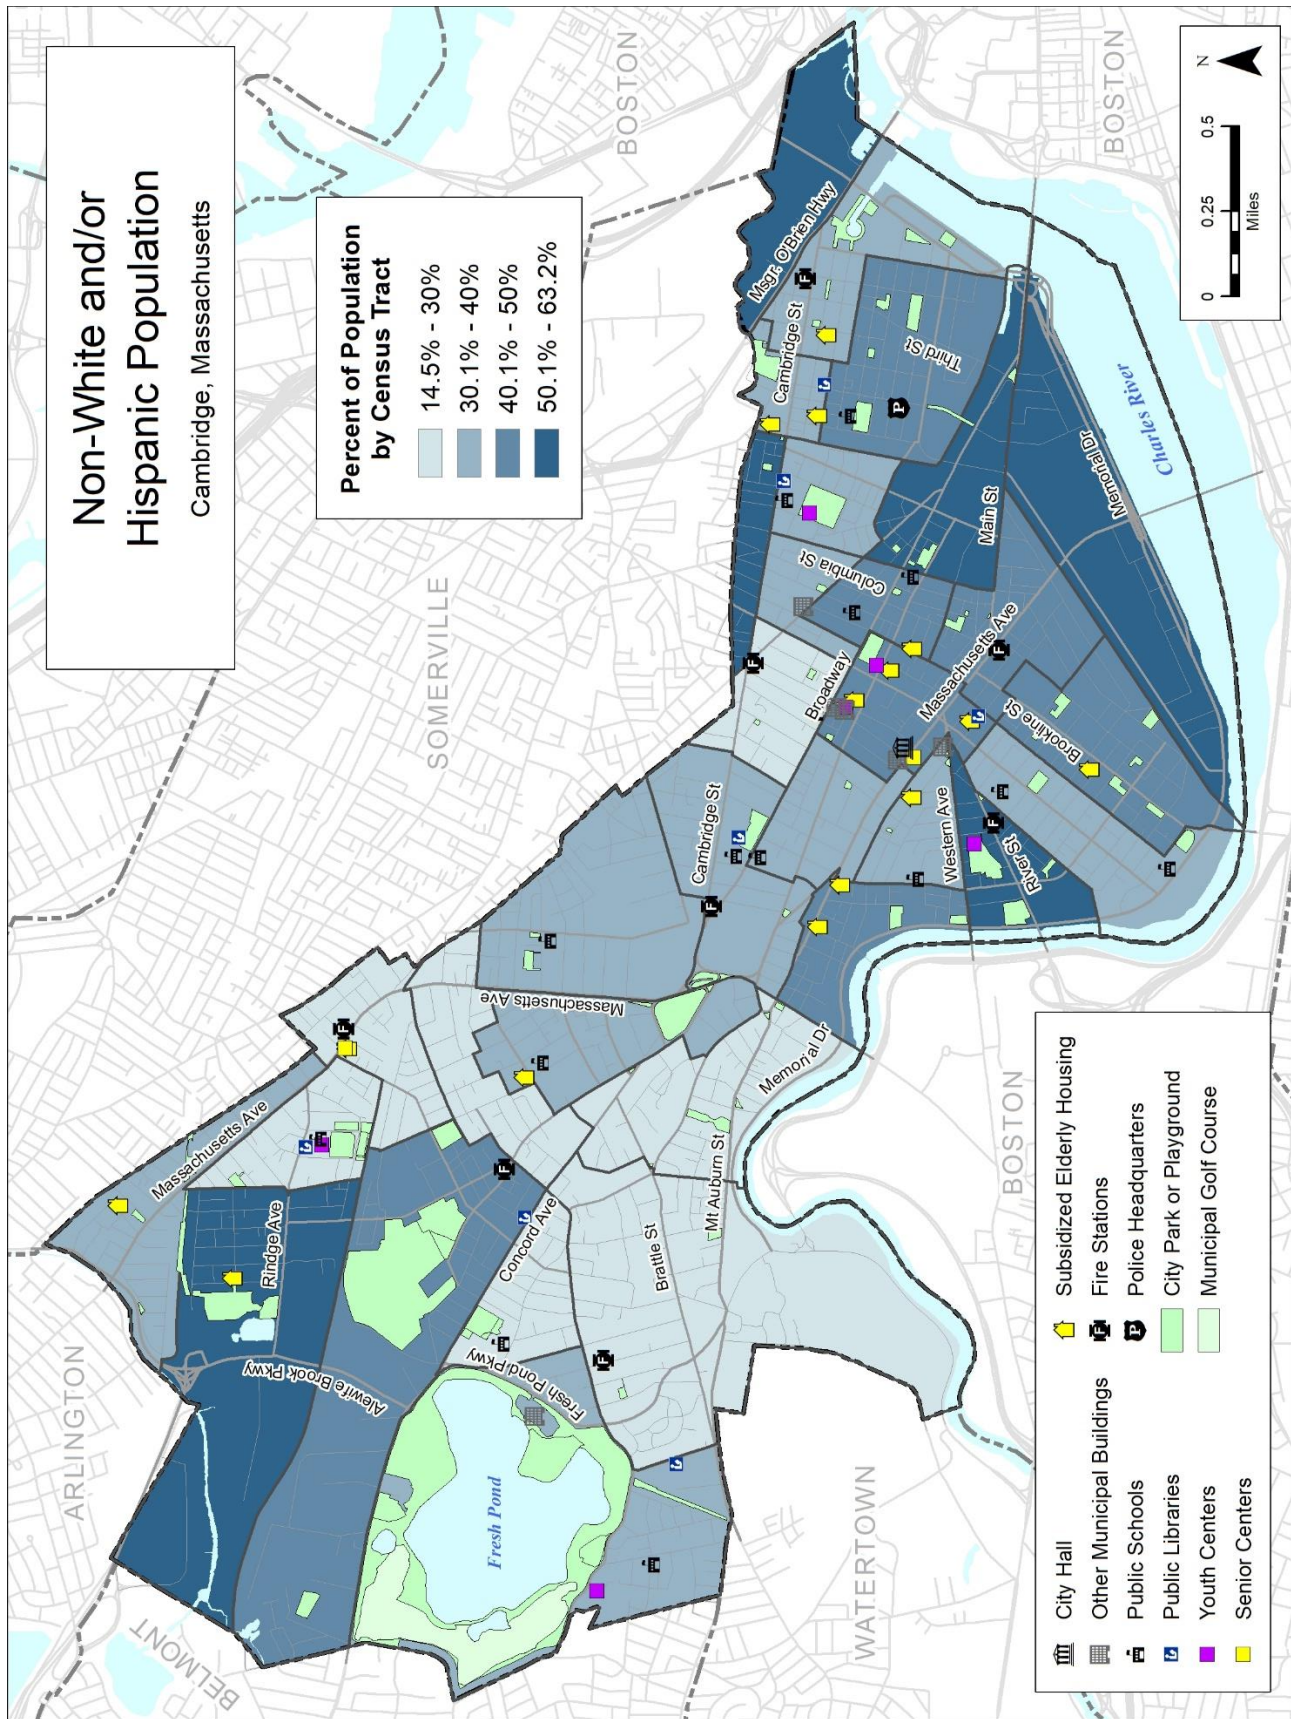 Non-White and/or
Hispanic Population
Cambridge, Massachusetts
Percent of Population
by Census Tract
14.5% - 30%
30.1% - 40%
40.1% - 50%
50.1% - 63.2%
ARLINGTON
BELMONT
SOMERVILLE
BOSTON
BOSTON
BOSTON
WATERTOWN
Massachusetts Ave
Rindge Ave
Alewife Brook Pkwy
Concord Ave
Fresh Pond Pkwy
Fresh Pond
Brattle St
Mt Auburn St
Memorial Dr
Massachusetts Ave
Cambridge St
Broadway
Columbia St
Cambridge St
Msgr. O'Brien Hwy
Third St
Main St
Massachusetts Ave
Western Ave
River St
Brookline St
Memorial Dr
Charles River
P
F
F
F
F
F
F
F
F
City Hall
Other Municipal Buildings
Public Schools
Public Libraries
Youth Centers
Senior Centers
Subsidized Elderly Housing
F Fire Stations
P Police Headquarters
City Park or Playground
Municipal Golf Course
N
0 0.25 0.5
Miles